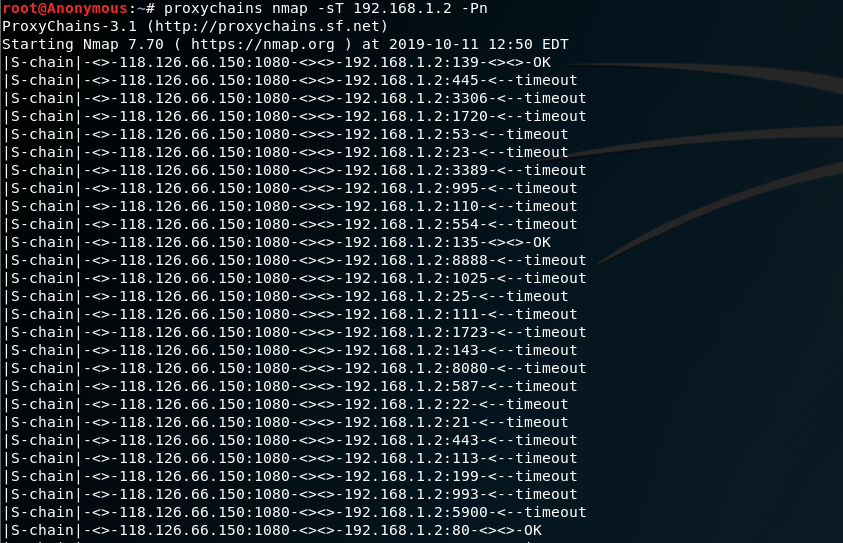 root@Anonymous:~# proxychains nmap -sT 192.168.1.2 -Pn
ProxyChains-3.1 (http://proxychains.sf.net)
Starting Nmap 7.70 ( https://nmap.org ) at 2019-10-11 12:50 EDT
|S-chain|-<>-118.126.66.150:1080-<><>-192.168.1.2:139-<><>-OK
|S-chain|-<>-118.126.66.150:1080-<><>-192.168.1.2:445-<--timeout
|S-chain|-<>-118.126.66.150:1080-<><>-192.168.1.2:3306-<--timeout
|S-chain|-<>-118.126.66.150:1080-<><>-192.168.1.2:1720-<--timeout
|S-chain|-<>-118.126.66.150:1080-<><>-192.168.1.2:53-<--timeout
|S-chain|-<>-118.126.66.150:1080-<><>-192.168.1.2:23-<--timeout
|S-chain|-<>-118.126.66.150:1080-<><>-192.168.1.2:3389-<--timeout
|S-chain|-<>-118.126.66.150:1080-<><>-192.168.1.2:995-<--timeout
|S-chain|-<>-118.126.66.150:1080-<><>-192.168.1.2:110-<--timeout
|S-chain|-<>-118.126.66.150:1080-<><>-192.168.1.2:554-<--timeout
|S-chain|-<>-118.126.66.150:1080-<><>-192.168.1.2:135-<><>-OK
|S-chain|-<>-118.126.66.150:1080-<><>-192.168.1.2:8888-<--timeout
|S-chain|-<>-118.126.66.150:1080-<><>-192.168.1.2:1025-<--timeout
|S-chain|-<>-118.126.66.150:1080-<><>-192.168.1.2:25-<--timeout
|S-chain|-<>-118.126.66.150:1080-<><>-192.168.1.2:111-<--timeout
|S-chain|-<>-118.126.66.150:1080-<><>-192.168.1.2:1723-<--timeout
|S-chain|-<>-118.126.66.150:1080-<><>-192.168.1.2:143-<--timeout
|S-chain|-<>-118.126.66.150:1080-<><>-192.168.1.2:8080-<--timeout
|S-chain|-<>-118.126.66.150:1080-<><>-192.168.1.2:587-<--timeout
|S-chain|-<>-118.126.66.150:1080-<><>-192.168.1.2:22-<--timeout
|S-chain|-<>-118.126.66.150:1080-<><>-192.168.1.2:21-<--timeout
|S-chain|-<>-118.126.66.150:1080-<><>-192.168.1.2:443-<--timeout
|S-chain|-<>-118.126.66.150:1080-<><>-192.168.1.2:113-<--timeout
|S-chain|-<>-118.126.66.150:1080-<><>-192.168.1.2:199-<--timeout
|S-chain|-<>-118.126.66.150:1080-<><>-192.168.1.2:993-<--timeout
|S-chain|-<>-118.126.66.150:1080-<><>-192.168.1.2:5900-<--timeout
|S-chain|-<>-118.126.66.150:1080-<><>-192.168.1.2:80-<><>-OK